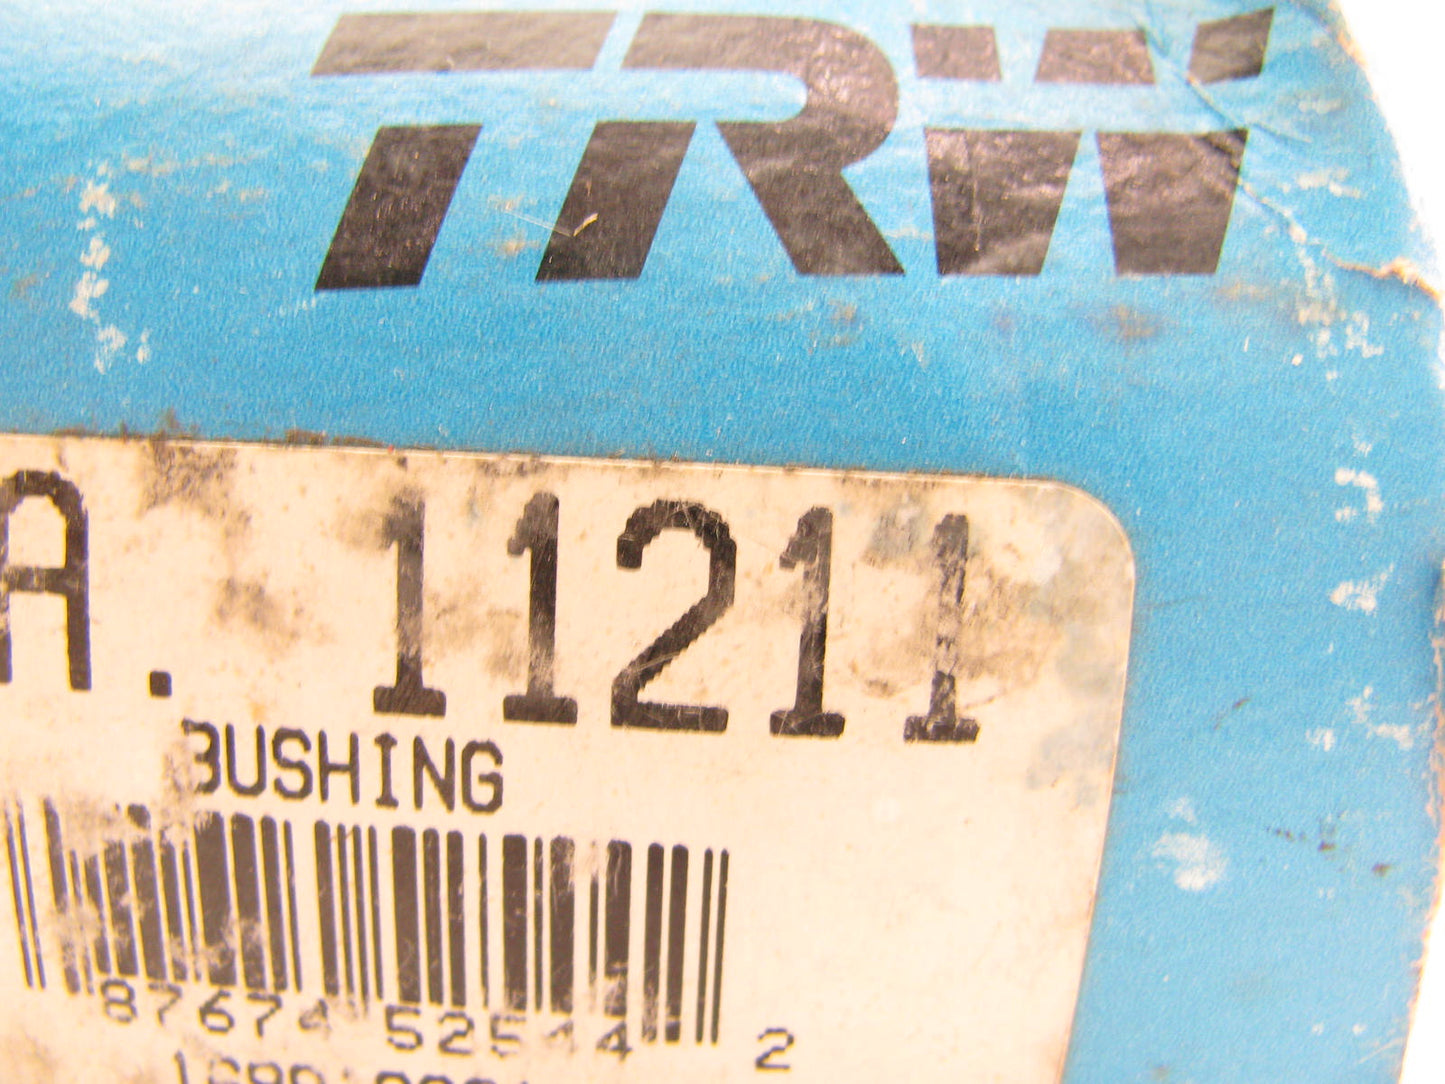 TRW
A. 11211
BUSHING
87674 52544 2